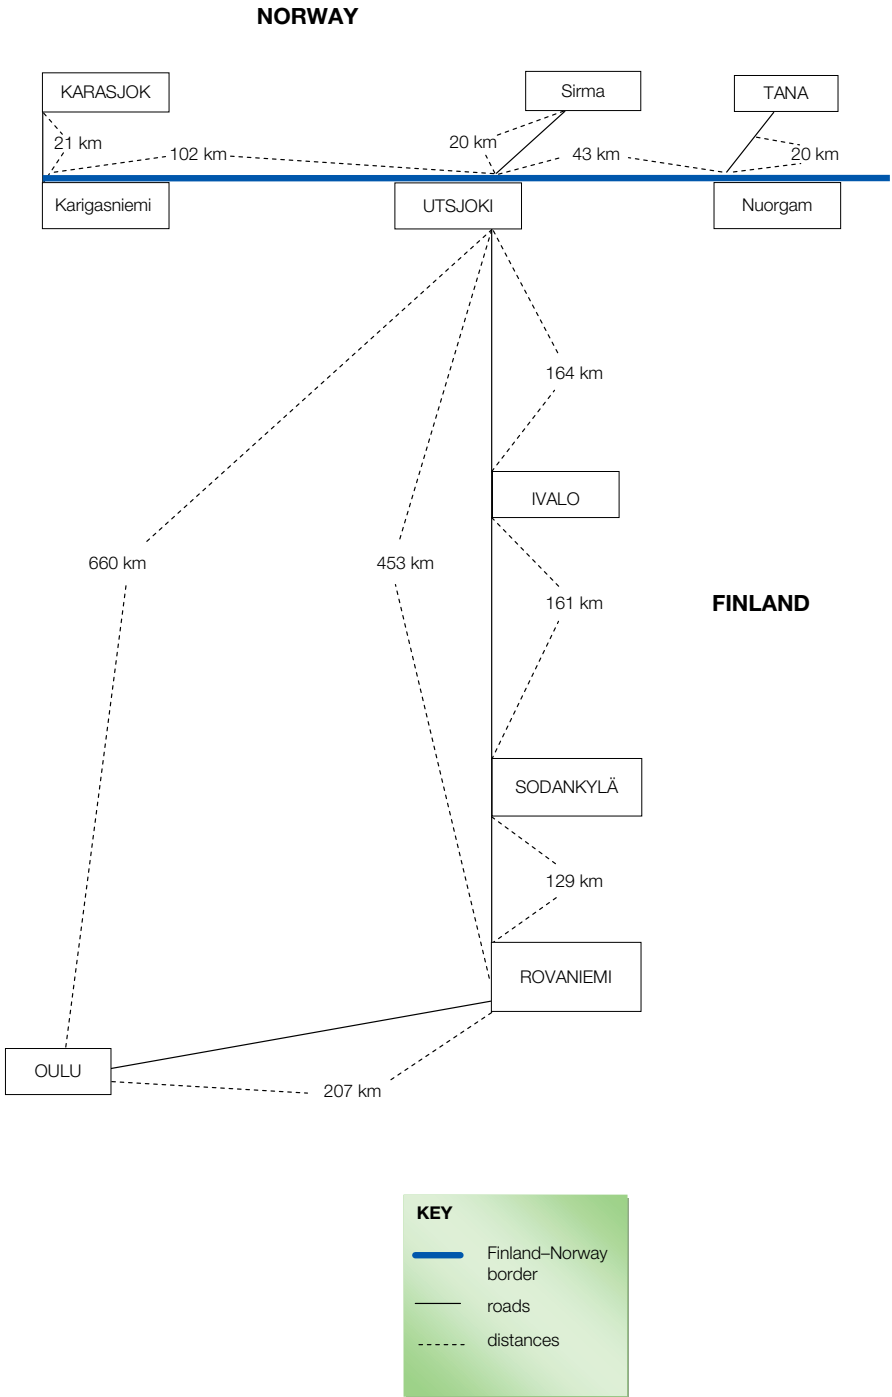 NORWAY
KARASJOK
Sirma
TANA
21 km
102 km
20 km
43 km
20 km
Karigasniemi
UTSJOKI
Nuorgam
164 km
IVALO
660 km
453 km
161 km
FINLAND
SODANKYLÄ
129 km
ROVANIEMI
OULU
207 km
KEY
Finland–Norway
border
roads
distances